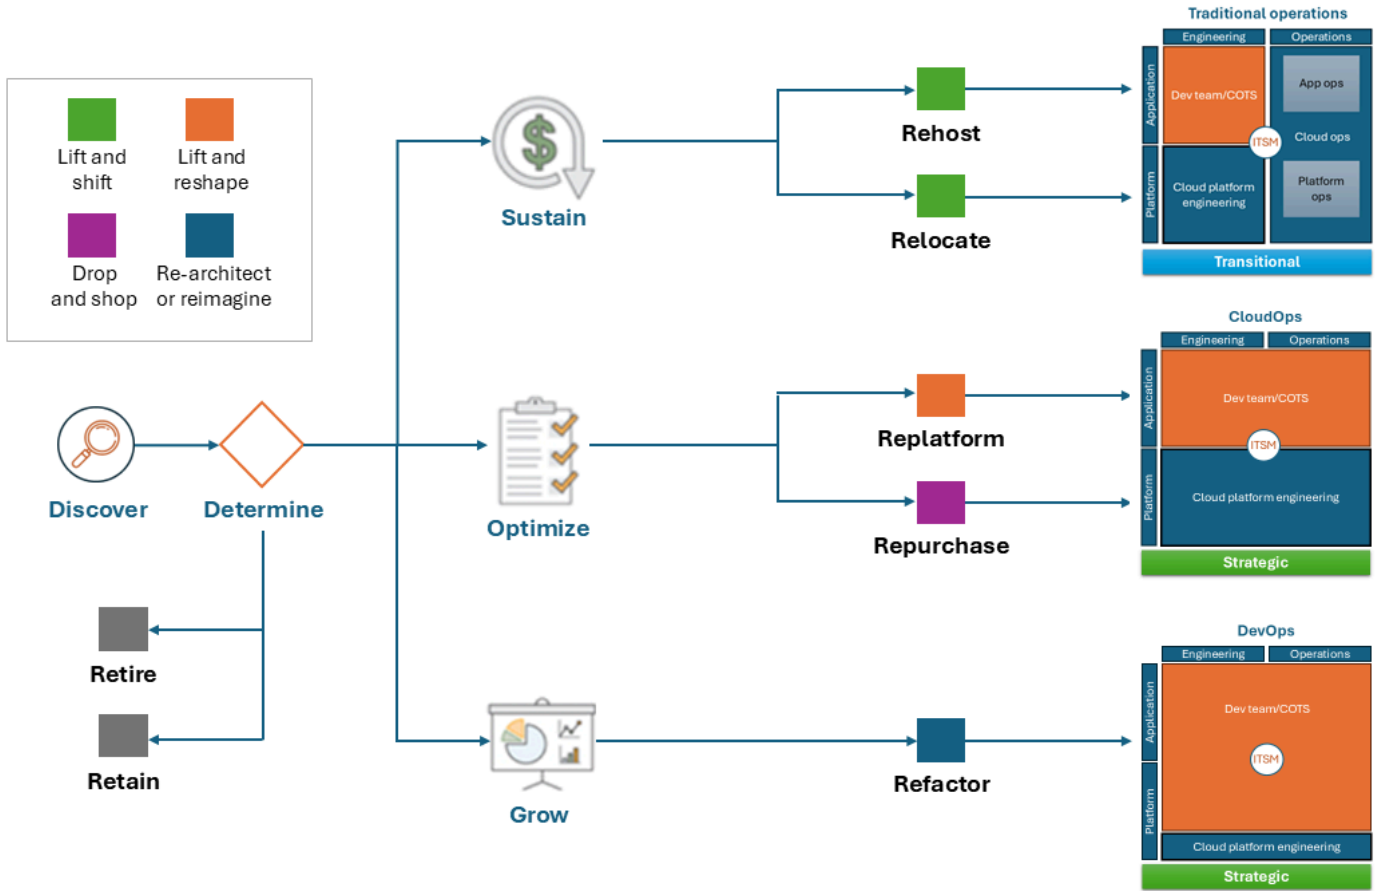 Lift and
shift
Lift and
reshape
Drop
and shop
Re-architect
or reimagine
Discover
Determine
Retire
Retain
Sustain
Optimize
Grow
Rehost
Relocate
Replatform
Repurchase
Refactor
Traditional operations
Engineering
Operations
Application
Platform
Dev team/COTS
App ops
ITSM
Cloud ops
Cloud platform
engineering
Platform
ops
Transitional
CloudOps
Engineering
Operations
Application
Platform
Dev team/COTS
ITSM
Cloud platform engineering
Strategic
DevOps
Engineering
Operations
Application
Platform
Dev team/COTS
ITSM
Cloud platform engineering
Strategic